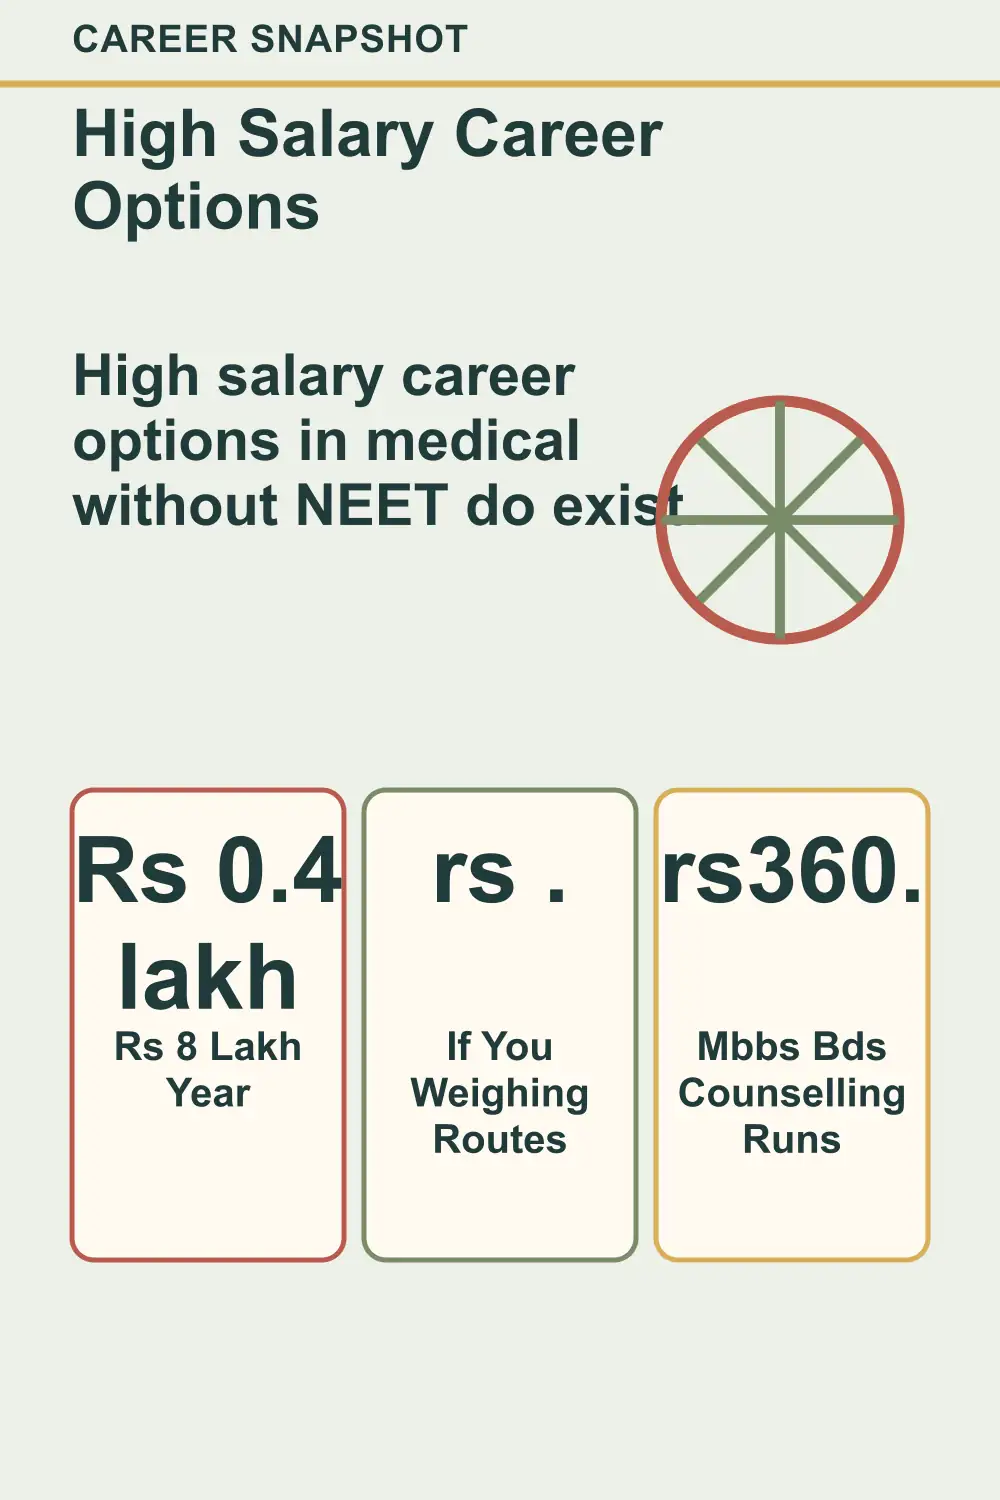 CAREER SNAPSHOT
High Salary Career
Options
High salary career
options in medical
without NEET do exist
Rs 0.4
lakh
Rs 8 Lakh
Year
rs .
If You
Weighing
Routes
rs360.
Mbbs Bds
Counselling
Runs